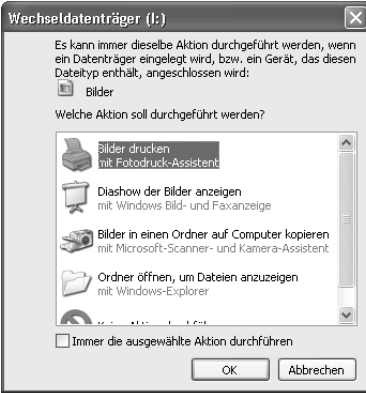 Wechseldatenträger (I:)
Es kann immer dieselbe Aktion durchgeführt werden, wenn
ein Datenträger eingelegt wird, bzw. ein Gerät, das diesen
Dateityp enthält, angeschlossen wird:
Bilder
Welche Aktion soll durchgeführt werden?
Bilder drucken
mit Fotodruck-Assistent
Diashow der Bilder anzeigen
mit Windows Bild- und Faxanzeige
Bilder in einen Ordner auf Computer kopieren
mit Microsoft-Scanner- und Kamera-Assistent
Ordner öffnen, um Dateien anzuzeigen
mit Windows-Explorer
Immer die ausgewählte Aktion durchführen
OK
Abbrechen